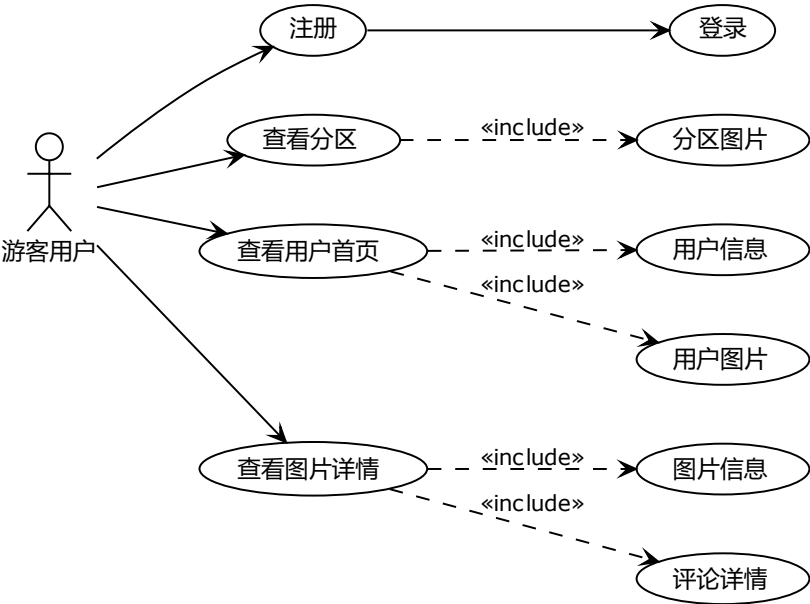 注册
登录
查看分区
«include»
分区图片
游客用户
查看用户首页
«include»
用户信息
«include»
用户图片
查看图片详情
«include»
图片信息
«include»
评论详情